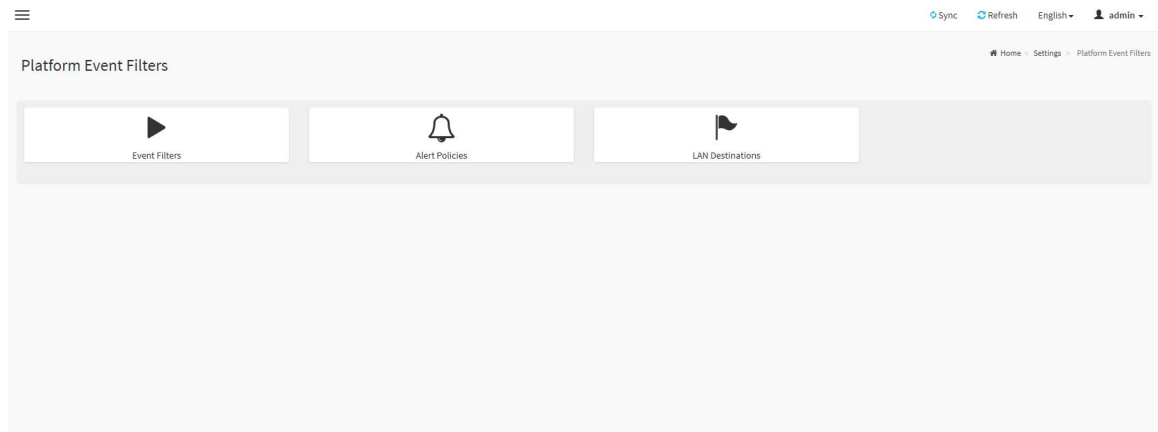 Sync Refresh English admin
Home > Settings > Platform Event Filters
Platform Event Filters
Event Filters
Alert Policies
LAN Destinations